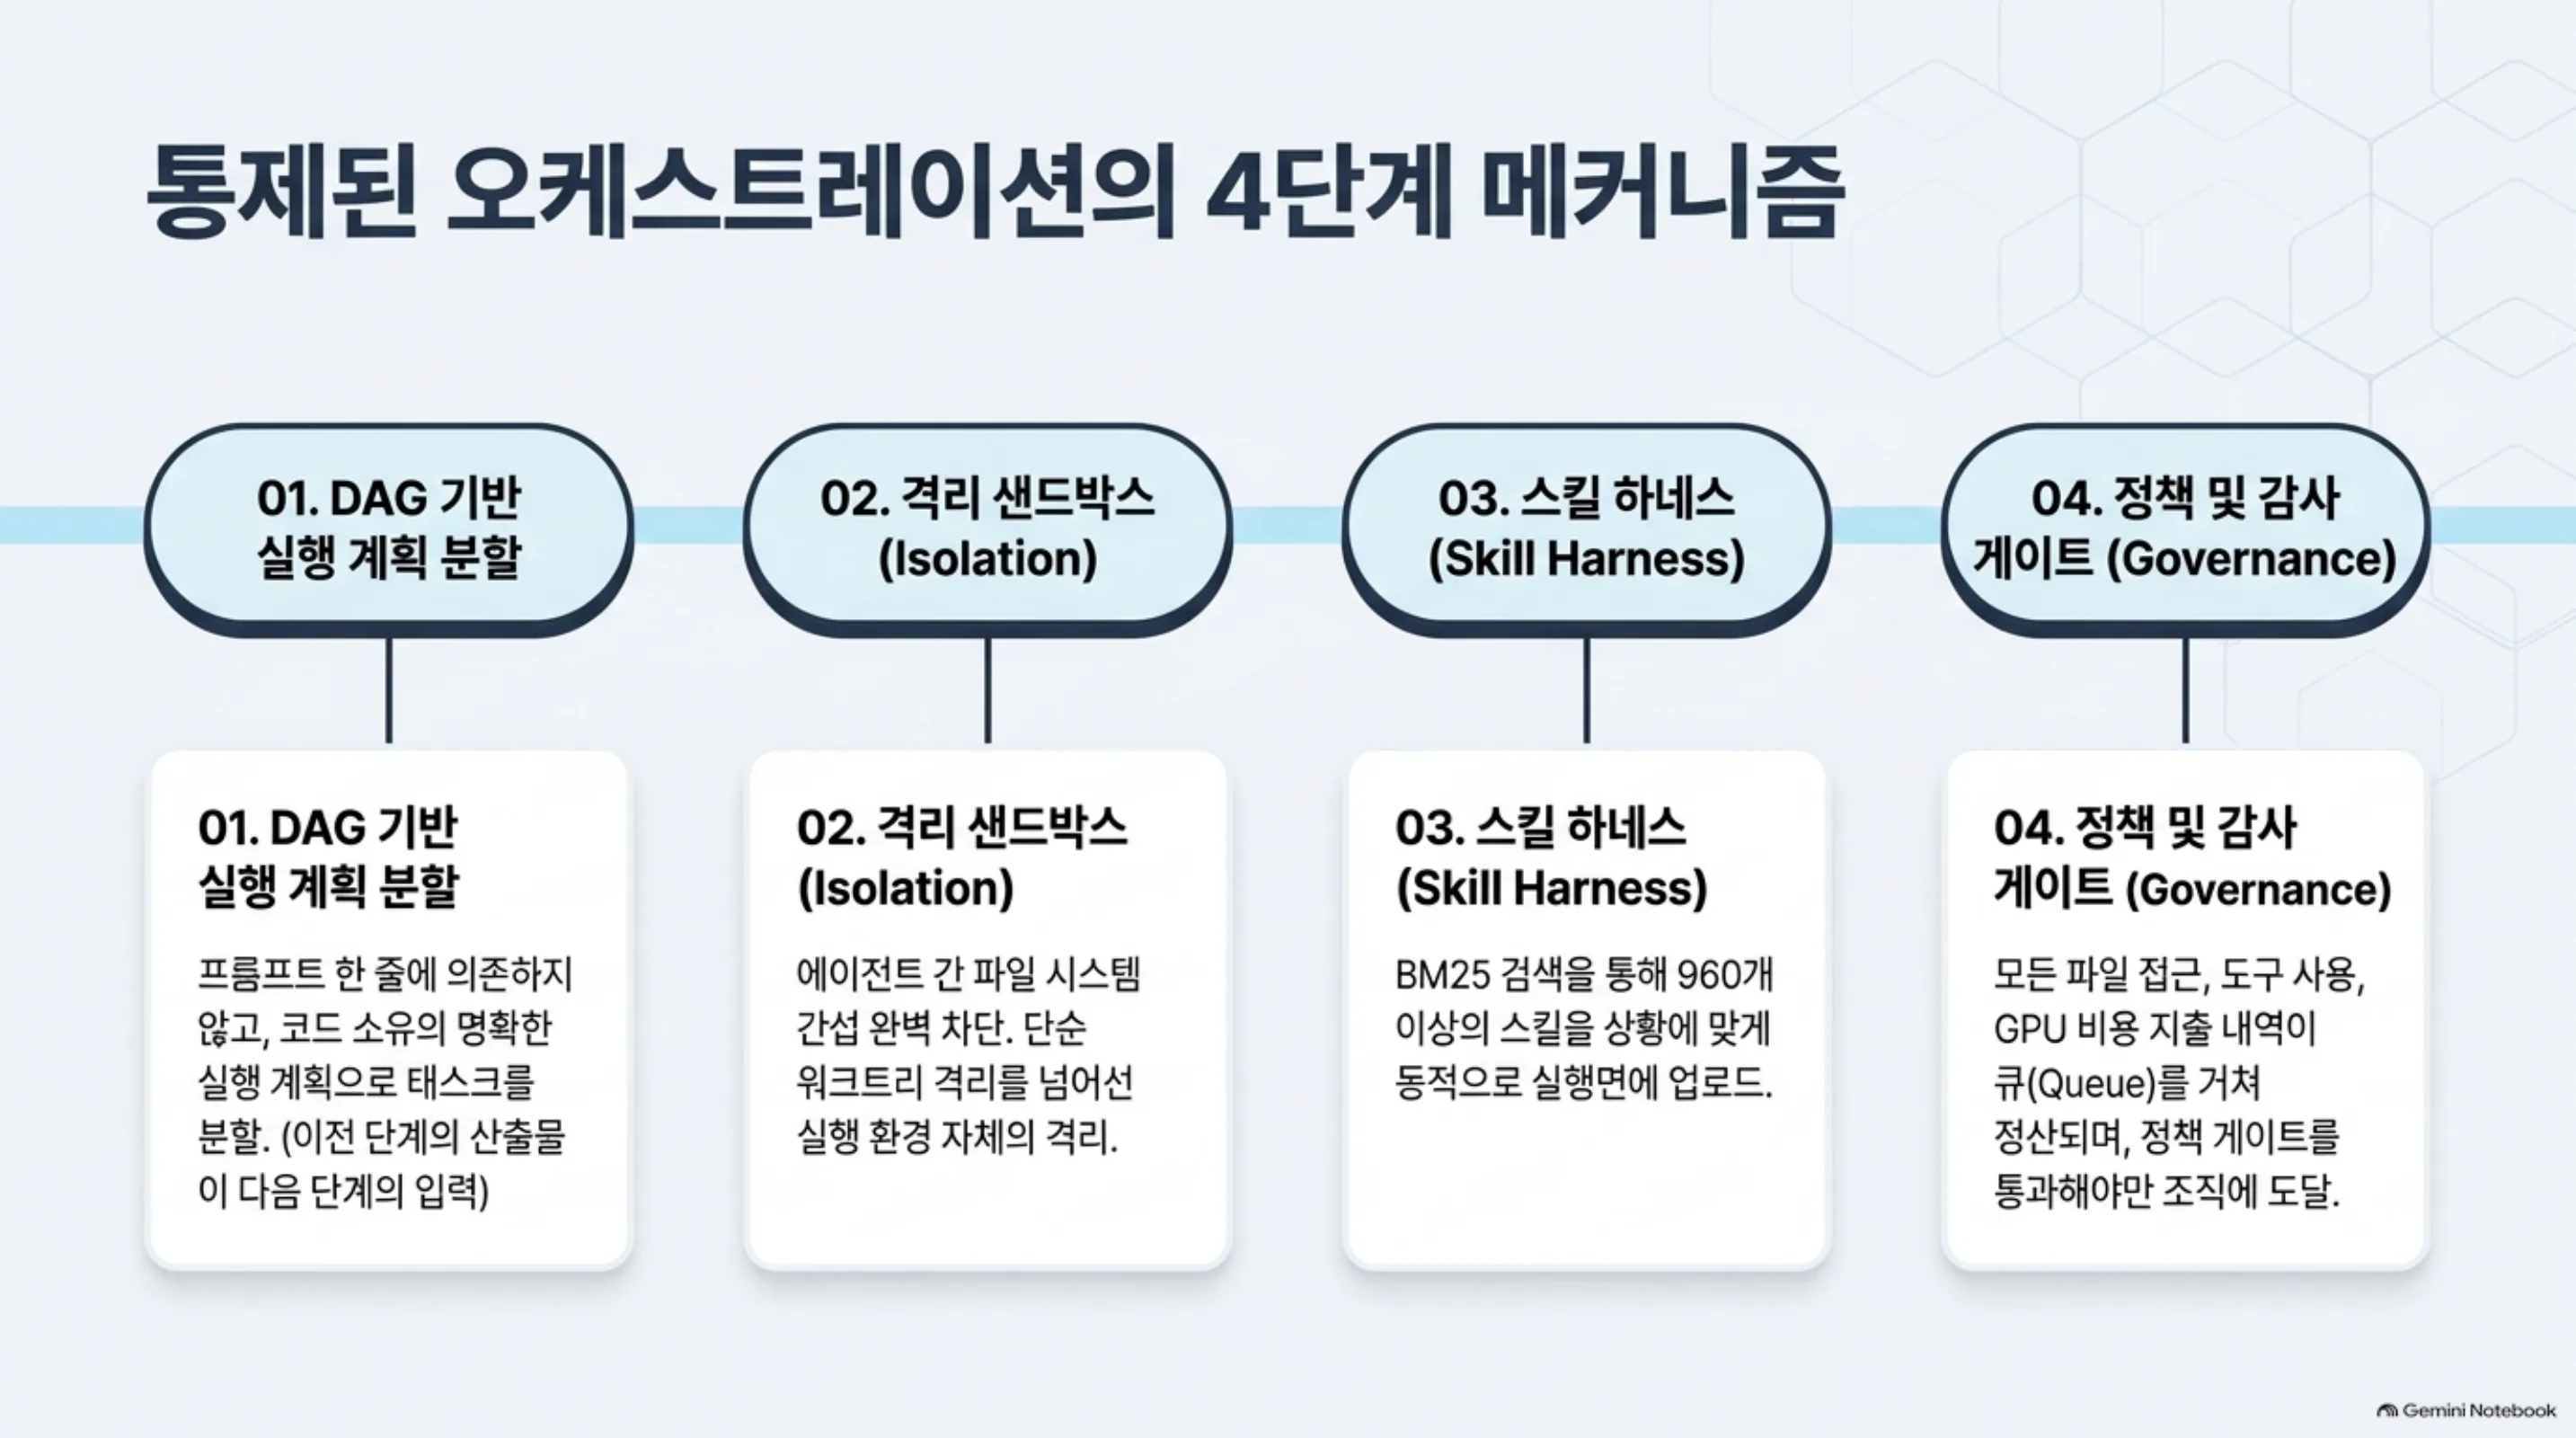 통제된 오케스트레이션의 4단계 메커니즘
01. DAG 기반
실행 계획 분할
02. 격리 샌드박스
(Isolation)
03. 스킬 하네스
(Skill Harness)
04. 정책 및 감사
게이트 (Governance)
01. DAG 기반
실행 계획 분할
프롬프트 한 줄에 의존하지
않고, 코드 소유의 명확한
실행 계획으로 태스크를
분할. (이전 단계의 산출물
이 다음 단계의 입력)
02. 격리 샌드박스
(Isolation)
에이전트 간 파일 시스템
간섭 완벽 차단. 단순
워크트리 격리를 넘어선
실행 환경 자체의 격리.
03. 스킬 하네스
(Skill Harness)
BM25 검색을 통해 960개
이상의 스킬을 상황에 맞게
동적으로 실행면에 업로드.
04. 정책 및 감사
게이트 (Governance)
모든 파일 접근, 도구 사용,
GPU 비용 지출 내역이
큐(Queue)를 거쳐
정산되며, 정책 게이트를
통과해야만 조직에 도달.
Gemini Notebook